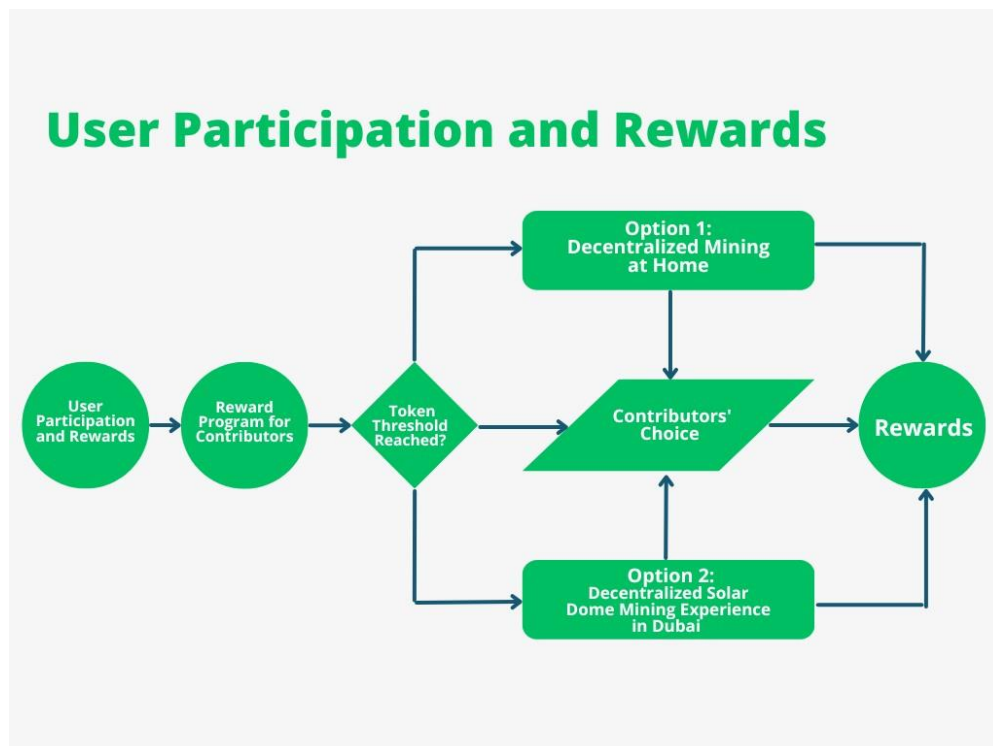 User Participation and Rewards
User
Participation
and Rewards
Reward
Program for
Contributors
Token
Threshold
Reached?
Option 1:
Decentralized Mining
at Home
Contributors'
Choice
Option 2:
Decentralized Solar
Dome Mining Experience
in Dubai
Rewards